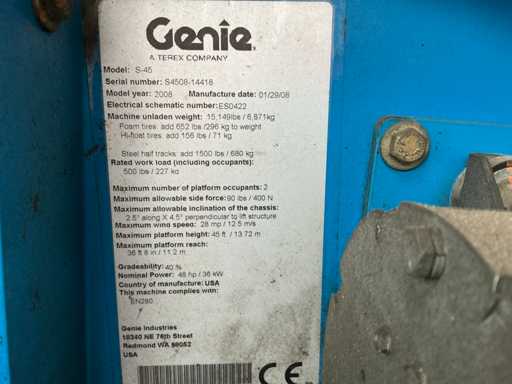 Genie.
A TEREX COMPANY
Model: S-45
Serial number: S4508-14418
Model year: 2008 Manufacture date: 01/29/08
Electrical schematic number: ES0422
Machine unladen weight: 15,149lbs / 6,871kg
Foam tires: add 652 lbs /296 kg to weight
Hi-float tires: add 156 lbs / 71 kg
Steel half tracks: add 1500 lbs / 680 kg
Rated work load (including occupants):
500 lbs / 227 kg
Maximum number of platform occupants: 2
Maximum allowable side force: 90 lbs / 400 N
Maximum allowable inclination of the chassis:
2.5° along X 4.5° perpendicular to lift structure
Maximum wind speed: 28 mp / 12.5 m/s
Maximum platform height: 45 ft. / 13.72 m
Maximum platform reach:
36 ft 8 in / 11.2 m
Gradeability: 40 %
Nominal Power: 48 hp / 36 kW
Country of manufacture: USA
This machine complies with:
EN280
Genie Industries
18340 NE 76th Street
Redmond WA 98052
USA
CE